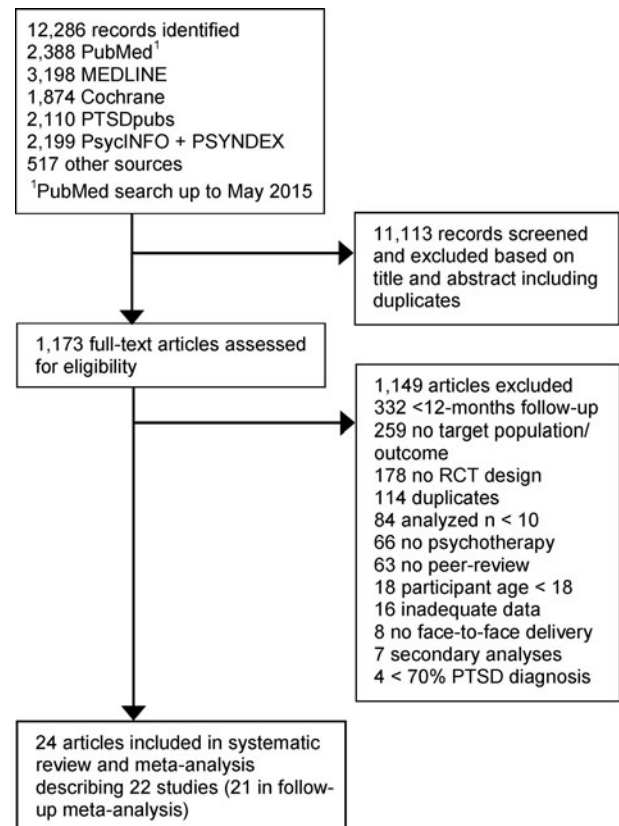 12,286 records identified
2,388 PubMed¹
3,198 MEDLINE
1,874 Cochrane
2,110 PTSDpubs
2,199 PsycINFO + PSYNDEX
517 other sources
¹PubMed search up to May 2015
11,113 records screened
and excluded based on
title and abstract including
duplicates
1,173 full-text articles assessed
for eligibility
1,149 articles excluded
332 <12-months follow-up
259 no target population/
outcome
178 no RCT design
114 duplicates
84 analyzed n < 10
66 no psychotherapy
63 no peer-review
18 participant age < 18
16 inadequate data
8 no face-to-face delivery
7 secondary analyses
4 < 70% PTSD diagnosis
24 articles included in systematic
review and meta-analysis
describing 22 studies (21 in follow-
up meta-analysis)